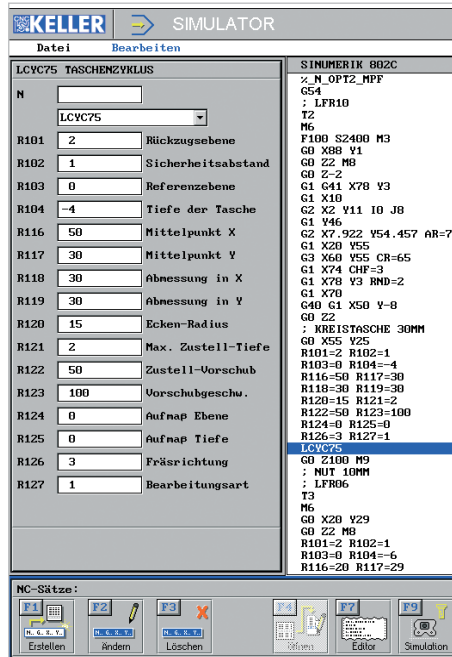 KELLER SIMULATOR
Datei Bearbeiten
LCYC75 TASCHENZYKLUS
N
LCYC75
R101 2 Rückzugsebene
R102 1 Sicherheitsabstand
R103 0 Referenzebene
R104 -4 Tiefe der Tasche
R116 50 Mittelpunkt X
R117 30 Mittelpunkt Y
R118 30 Abmessung in X
R119 30 Abmessung in Y
R120 15 Ecken-Radius
R121 2 Max. Zustell-Tiefe
R122 50 Zustell-Vorschub
R123 100 Vorschubgeschw.
R124 0 Aufmaß Ebene
R125 0 Aufmaß Tiefe
R126 3 Fräsrichtung
R127 1 Bearbeitungsart
SINUMERIK 802C
%_N_OPT2_MPF
G54
; LFR10
T2
M6
F100 S2400 M3
G0 X88 Y1
G0 Z2 M8
G0 Z-2
G1 G41 X78 Y3
G1 X10
G2 X2 Y11 I0 J8
G1 Y46
G2 X7.922 Y54.457 AR=7
G1 X20 Y55
G3 X60 Y55 CR=65
G1 X74 CHF=3
G1 X78 Y3 RND=2
G1 X70
G40 G1 X50 Y-8
G0 Z2
; KREISTASCHE 30MM
G0 X55 Y25
R101=2 R102=1
R103=0 R104=-4
R116=50 R117=30
R118=30 R119=30
R120=15 R121=2
R122=50 R123=100
R124=0 R125=0
R126=3 R127=1
LCYC75
G0 Z100 M9
; NUT 10MM
; LFR06
T3
M6
G0 X20 Y29
G0 Z2 M8
R101=2 R102=1
R103=0 R104=-6
R116=20 R117=29
NC-Sätze:
F1 F2 F3 F4 F7 F9
N.. G.. X.. Y.. N.. G.. X.. Y.. N.. G.. X.. Y..
Erstellen Ändern Löschen Öffnen Editor Simulation